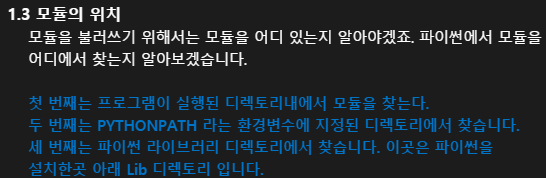 1.3 모듈의 위치
모듈을 불러쓰기 위해서는 모듈을 어디 있는지 알아야겠죠. 파이썬에서 모듈을
어디에서 찾는지 알아보겠습니다.
첫 번째는 프로그램이 실행된 디렉토리내에서 모듈을 찾는다.
두 번째는 PYTHONPATH 라는 환경변수에 지정된 디렉토리에서 찾습니다.
세 번째는 파이썬 라이브러리 디렉토리에서 찾습니다. 이곳은 파이썬을
설치한곳 아래 Lib 디렉토리 입니다.